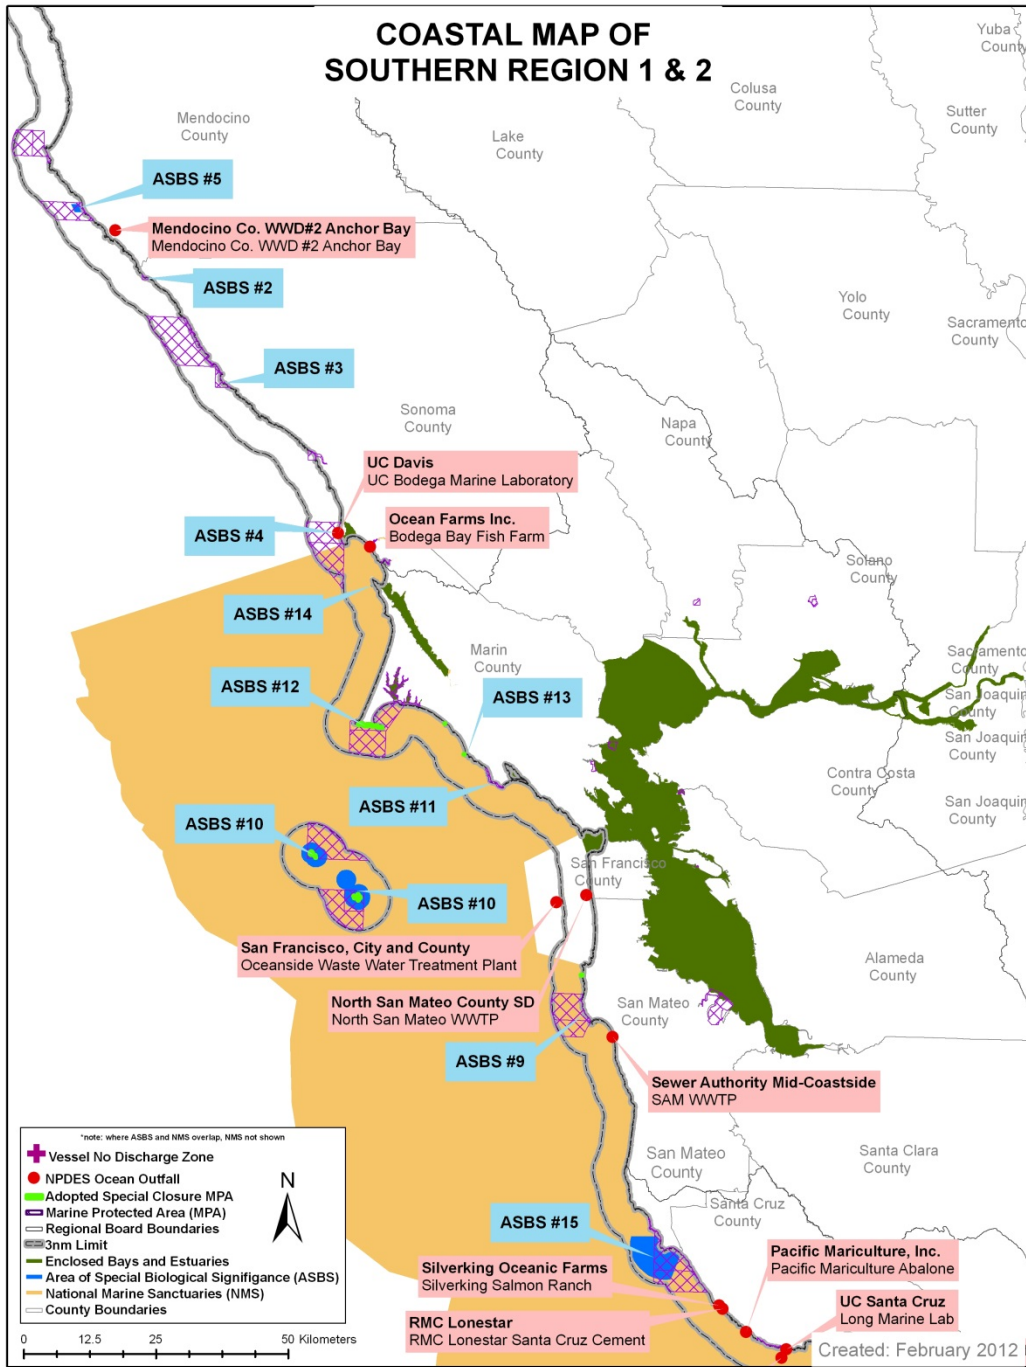 COASTAL MAP OF
SOUTHERN REGION 1 & 2
Yuba
County
Colusa
County
Sutter
County
Mendocino
County
Lake
County
ASBS #5
Mendocino Co. WWD#2 Anchor Bay
Mendocino Co. WWD #2 Anchor Bay
ASBS #2
Yolo
County
Sacramento
County
ASBS #3
Sonoma
County
Napa
County
UC Davis
UC Bodega Marine Laboratory
Ocean Farms Inc.
Bodega Bay Fish Farm
ASBS #4
Solano
County
ASBS #14
Marin
County
Sacramento
County
ASBS #12
ASBS #13
San Joaquin
County
San Joaquin
County
Contra Costa
County
ASBS #11
San Joaquin
County
ASBS #10
San Francisco
County
ASBS #10
San Francisco, City and County
Oceanside Waste Water Treatment Plant
Alameda
County
North San Mateo County SD
North San Mateo WWTP
San Mateo
County
ASBS #9
Sewer Authority Mid-Coastside
SAM WWTP
San Mateo
County
Santa Clara
County
Santa Cruz
County
ASBS #15
Pacific Mariculture, Inc.
Pacific Mariculture Abalone
Silverking Oceanic Farms
Silverking Salmon Ranch
RMC Lonestar
RMC Lonestar Santa Cruz Cement
UC Santa Cruz
Long Marine Lab
*note: where ASBS and NMS overlap, NMS not shown
Vessel No Discharge Zone
NPDES Ocean Outfall
Adopted Special Closure MPA
Marine Protected Area (MPA)
Regional Board Boundaries
3nm Limit
Enclosed Bays and Estuaries
Area of Special Biological Signifigance (ASBS)
National Marine Sanctuaries (NMS)
County Boundaries
N
0 12.5 25 50 Kilometers
Created: February 2012